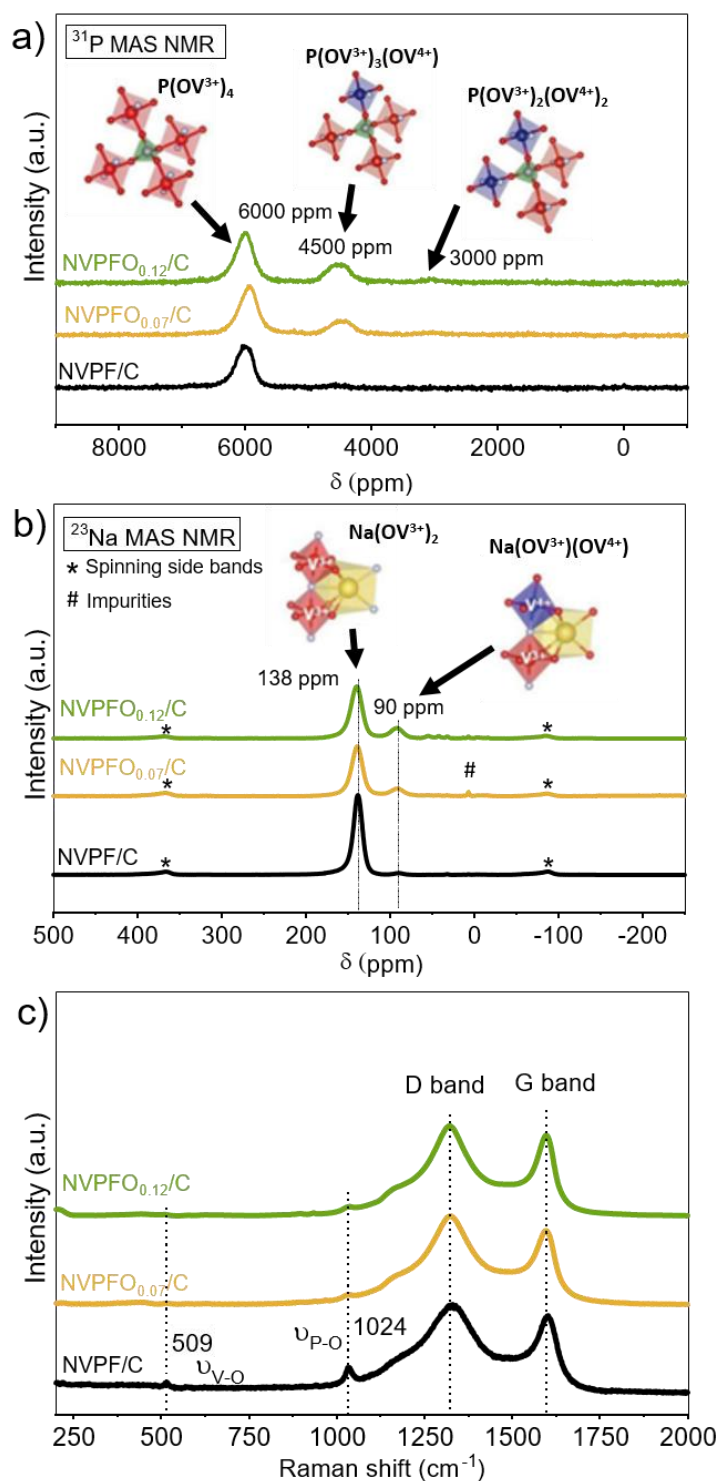 a)
³¹P MAS NMR
P(OV³⁺)₄
P(OV³⁺)₃(OV⁴⁺)
P(OV³⁺)₂(OV⁴⁺)₂
6000 ppm
4500 ppm
3000 ppm
NVPFO₀.₁₂/C
NVPFO₀.₀₇/C
NVPF/C
Intensity (a.u.)
8000 6000 4000 2000 0
δ (ppm)
b)
²³Na MAS NMR
* Spinning side bands
# Impurities
Na(OV³⁺)₂
Na(OV³⁺)(OV⁴⁺)
V³⁺
V³⁺
V⁴⁺
V³⁺
138 ppm
90 ppm
NVPFO₀.₁₂/C
* *
NVPFO₀.₀₇/C
* # *
NVPF/C
* *
Intensity (a.u.)
500 400 300 200 100 0 -100 -200
δ (ppm)
c)
D band
G band
NVPFO₀.₁₂/C
NVPFO₀.₀₇/C
NVPF/C
509
υV-O
υP-O
1024
Intensity (a.u.)
250 500 750 1000 1250 1500 1750 2000
Raman shift (cm⁻¹)